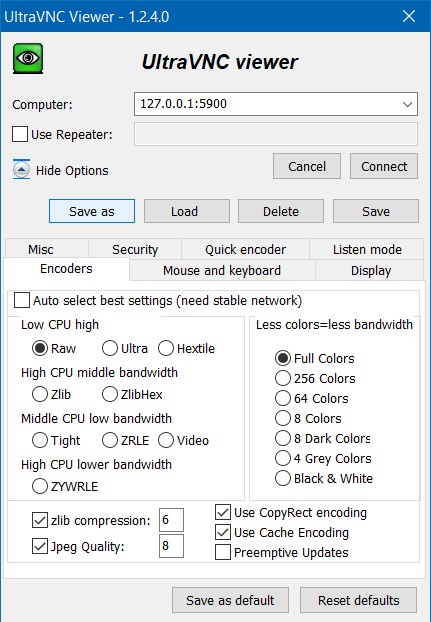 UltraVNC Viewer - 1.2.4.0
UltraVNC viewer
Computer: 127.0.0.1:5900
Use Repeater:
Hide Options Cancel Connect
Save as Load Delete Save
Misc Security Quick encoder Listen mode
Encoders Mouse and keyboard Display
Auto select best settings (need stable network)
Low CPU high
Raw Ultra Hextile
High CPU middle bandwidth
Zlib ZlibHex
Middle CPU low bandwidth
Tight ZRLE Video
High CPU lower bandwidth
ZYWRLE
Less colors=less bandwidth
Full Colors
256 Colors
64 Colors
8 Colors
8 Dark Colors
4 Grey Colors
Black & White
zlib compression: 6
Jpeg Quality: 8
Use CopyRect encoding
Use Cache Encoding
Preemptive Updates
Save as default Reset defaults